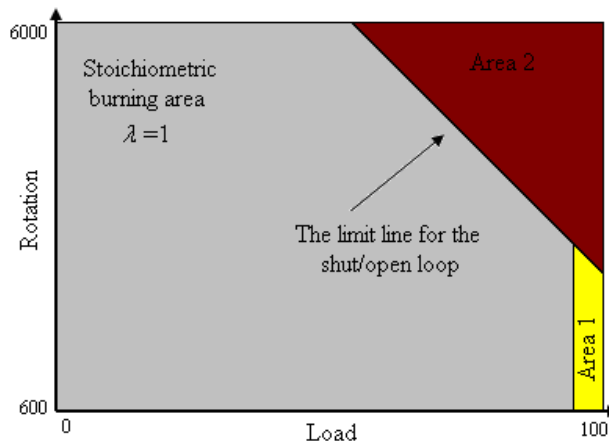 6000
Stoichiometric
burning area
λ =1
Area 2
The limit line for the
shut/open loop
Rotation
Area 1
600
0
Load
100